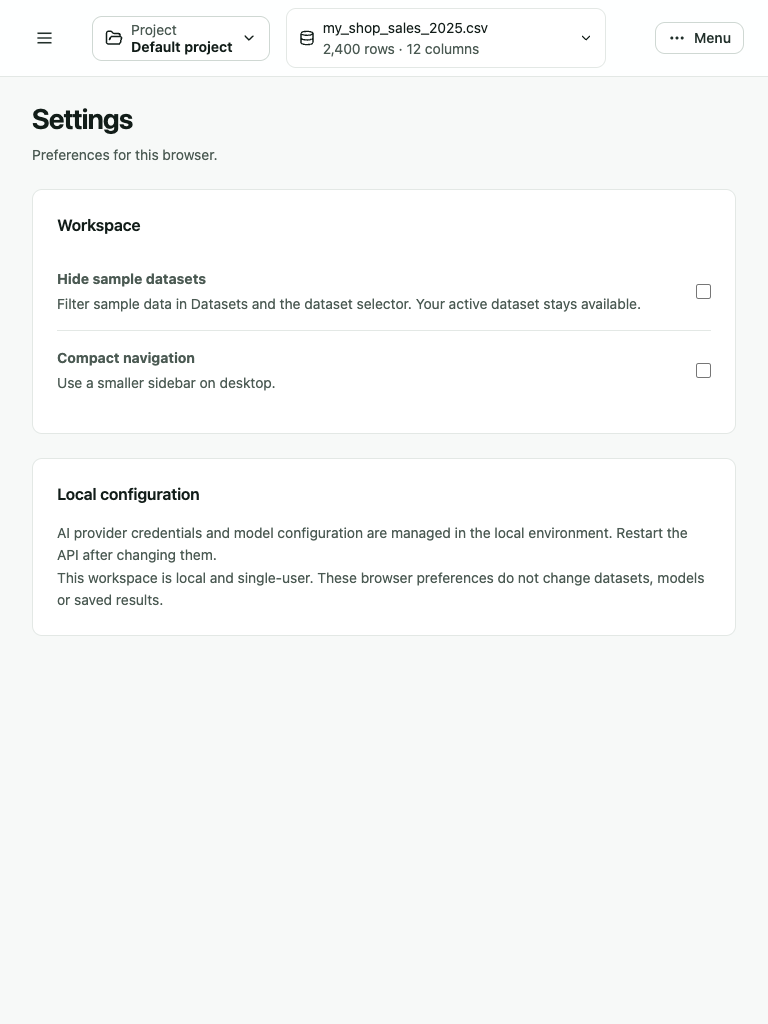 Project
Default project
my_shop_sales_2025.csv
2,400 rows · 12 columns
Menu
Settings
Preferences for this browser.
Workspace
Hide sample datasets
Filter sample data in Datasets and the dataset selector. Your active dataset stays available.
Compact navigation
Use a smaller sidebar on desktop.
Local configuration
AI provider credentials and model configuration are managed in the local environment. Restart the
API after changing them.
This workspace is local and single-user. These browser preferences do not change datasets, models
or saved results.